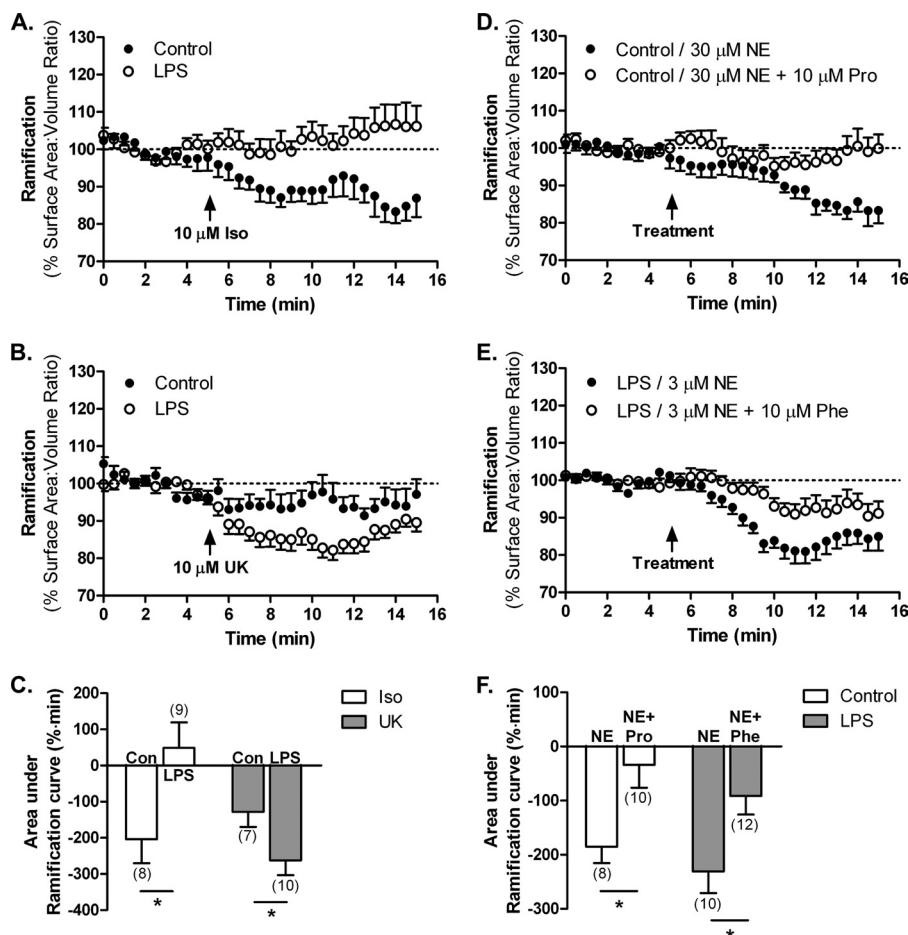 A.
Control
LPS
Ramification
(% Surface Area:Volume Ratio)
130
120
110
100
90
80
70
10 μM Iso
0 2 4 6 8 10 12 14 16
Time (min)
D.
Control / 30 μM NE
Control / 30 μM NE + 10 μM Pro
Ramification
(% Surface Area:Volume Ratio)
130
120
110
100
90
80
70
Treatment
0 2 4 6 8 10 12 14 16
Time (min)
B.
Control
LPS
Ramification
(% Surface Area:Volume Ratio)
130
120
110
100
90
80
70
10 μM UK
0 2 4 6 8 10 12 14 16
Time (min)
E.
LPS / 3 μM NE
LPS / 3 μM NE + 10 μM Phe
Ramification
(% Surface Area:Volume Ratio)
130
120
110
100
90
80
70
Treatment
0 2 4 6 8 10 12 14 16
Time (min)
C.
Iso
UK
Area under
Ramification curve (%·min)
200
100
0
-100
-200
-300
-400
(9)
Con
LPS
Con LPS
(8)
(7)
(10)
*
*
F.
Control
LPS
Area under
Ramification curve (%·min)
100
0
-100
-200
-300
NE
NE+
Pro
NE
NE+
Phe
(8)
(10)
(10)
(12)
*
*